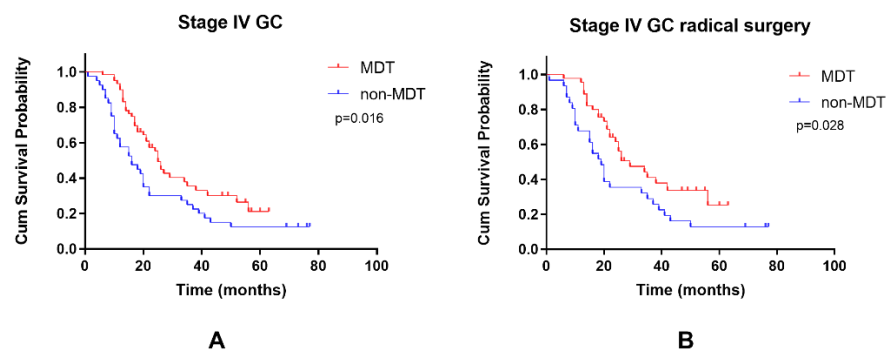 Stage IV GC
Cum Survival Probability
1.0
0.8
0.6
0.4
0.2
0.0
0
20
40
60
80
100
Time (months)
MDT
non-MDT
p=0.016
A
Stage IV GC radical surgery
Cum Survival Probability
1.0
0.8
0.6
0.4
0.2
0.0
0
20
40
60
80
100
Time (months)
MDT
non-MDT
p=0.028
B